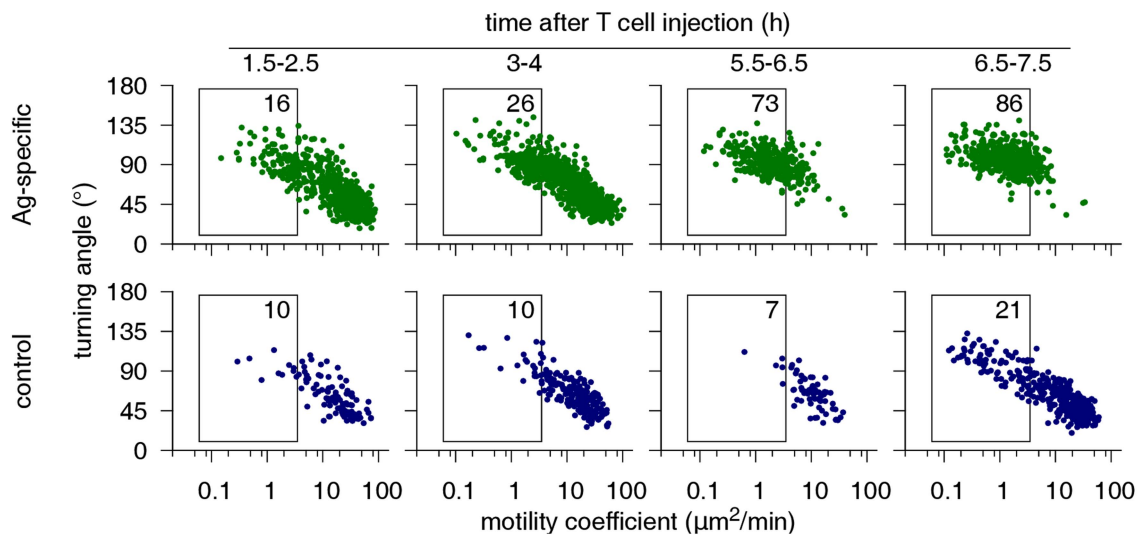 time after T cell injection (h)
1.5-2.5 3-4 5.5-6.5 6.5-7.5
Ag-specific
turning angle (°)
180
135
90
45
0
16 26 73 86
control
180
135
90
45
0
10 10 7 21
0.1 1 10 100 0.1 1 10 100 0.1 1 10 100 0.1 1 10 100
motility coefficient (µm²/min)